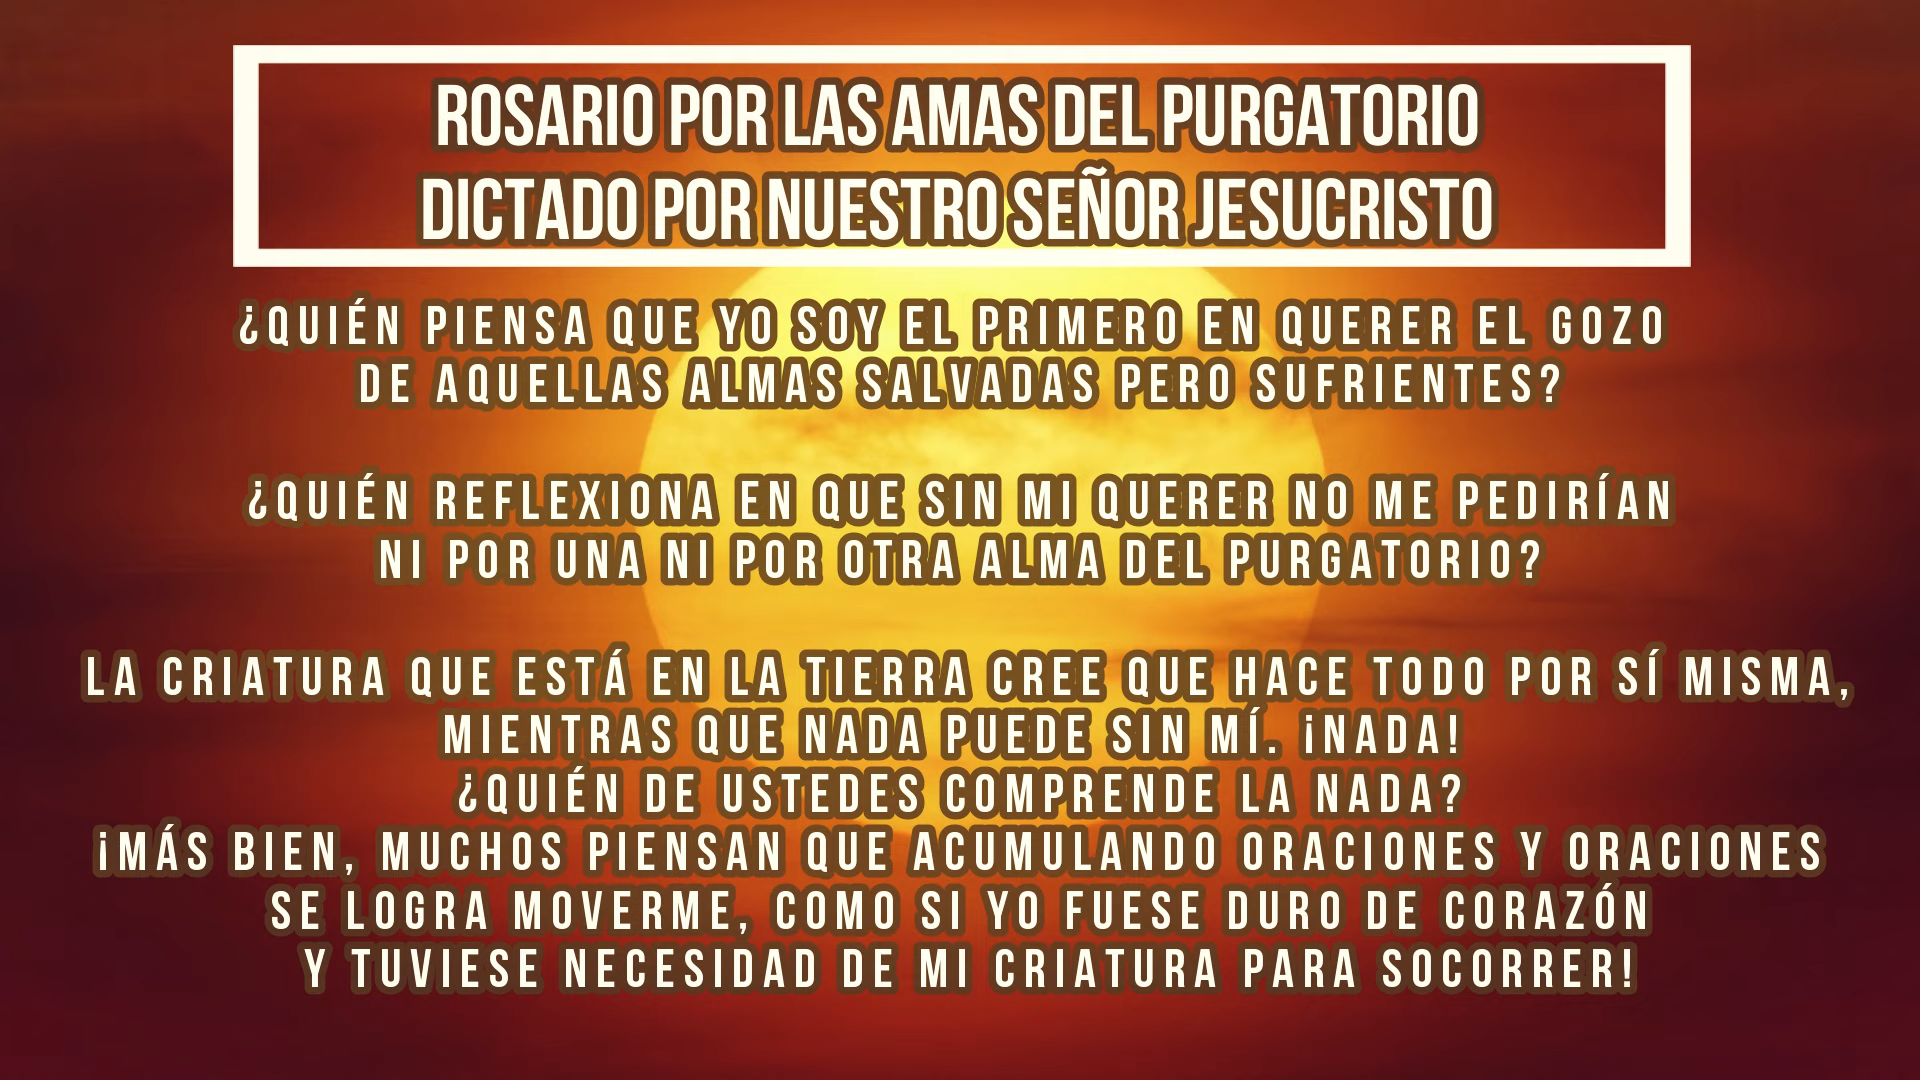 ROSARIO POR LAS AMAS DEL PURGATORIO
DICTADO POR NUESTRO SEÑOR JESUCRISTO
¿QUIÉN PIENSA QUE YO SOY EL PRIMERO EN QUERER EL GOZO
DE AQUELLAS ALMAS SALVADAS PERO SUFRIENTES?
¿QUIÉN REFLEXIONA EN QUE SIN MI QUERER NO ME PEDIRÍAN
NI POR UNA NI POR OTRA ALMA DEL PURGATORIO?
LA CRIATURA QUE ESTÁ EN LA TIERRA CREE QUE HACE TODO POR SÍ MISMA,
MIENTRAS QUE NADA PUEDE SIN MÍ. ¡NADA!
¿QUIÉN DE USTEDES COMPRENDE LA NADA?
¡MÁS BIEN, MUCHOS PIENSAN QUE ACUMULANDO ORACIONES Y ORACIONES
SE LOGRA MOVERME, COMO SI YO FUESE DURO DE CORAZÓN
Y TUVIESE NECESIDAD DE MI CRIATURA PARA SOCORRER!